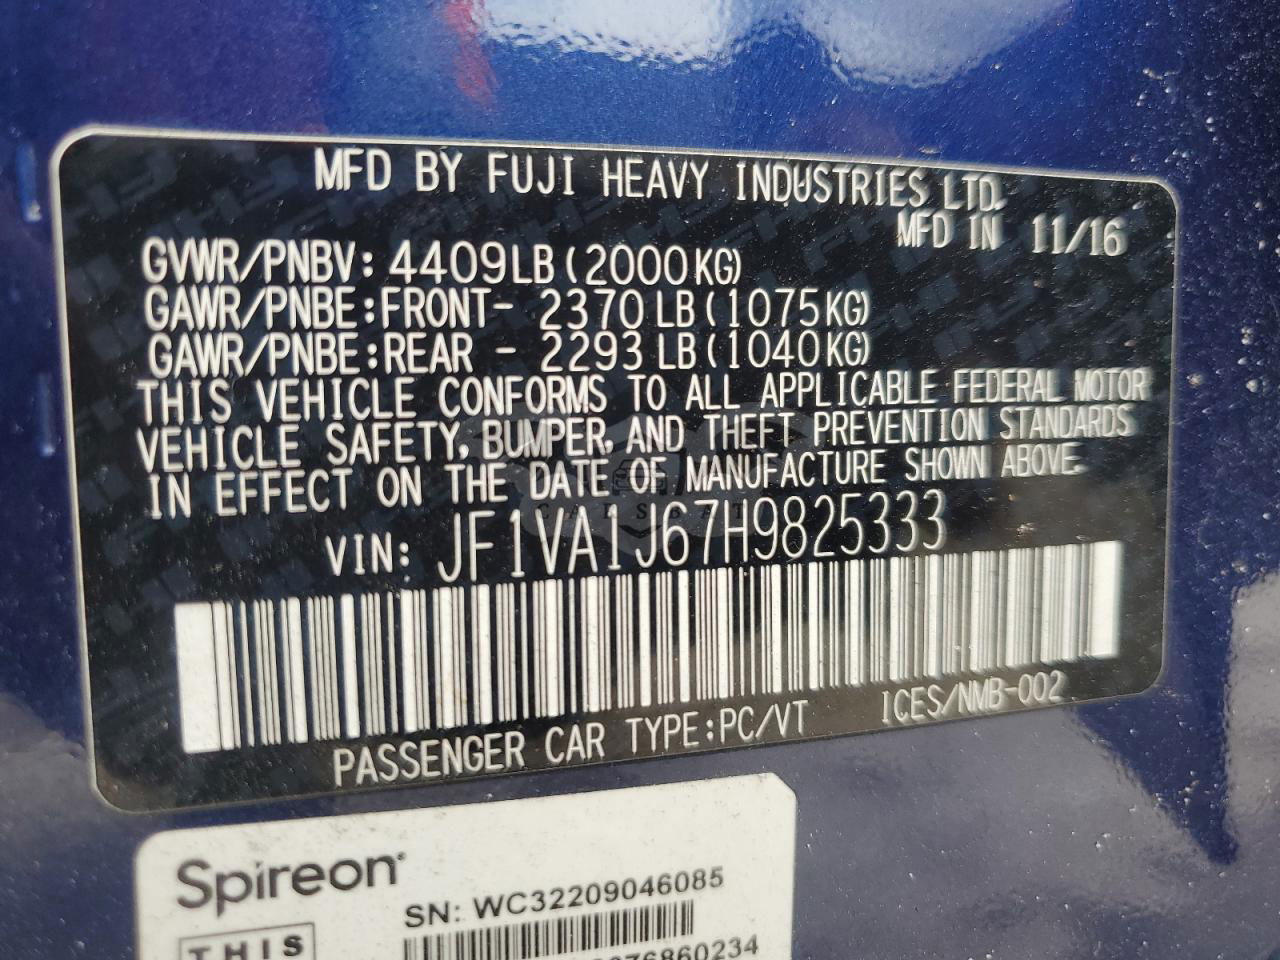 MFD BY FUJI HEAVY INDUSTRIES LTD.
MFD IN 11/16
GVWR/PNBV: 4409LB (2000KG)
GAWR/PNBE:FRONT- 2370 LB (1075KG)
GAWR/PNBE:REAR - 2293 LB (1040KG)
THIS VEHICLE CONFORMS TO ALL APPLICABLE FEDERAL MOTOR
VEHICLE SAFETY, BUMPER, AND THEFT PREVENTION STANDARDS
IN EFFECT ON THE DATE OF MANUFACTURE SHOWN ABOVE.
VIN: JF1VA1J67H9825333
PASSENGER CAR TYPE:PC/VT ICES/NMB-002
Spireon
SN: WC32209046085
THIS